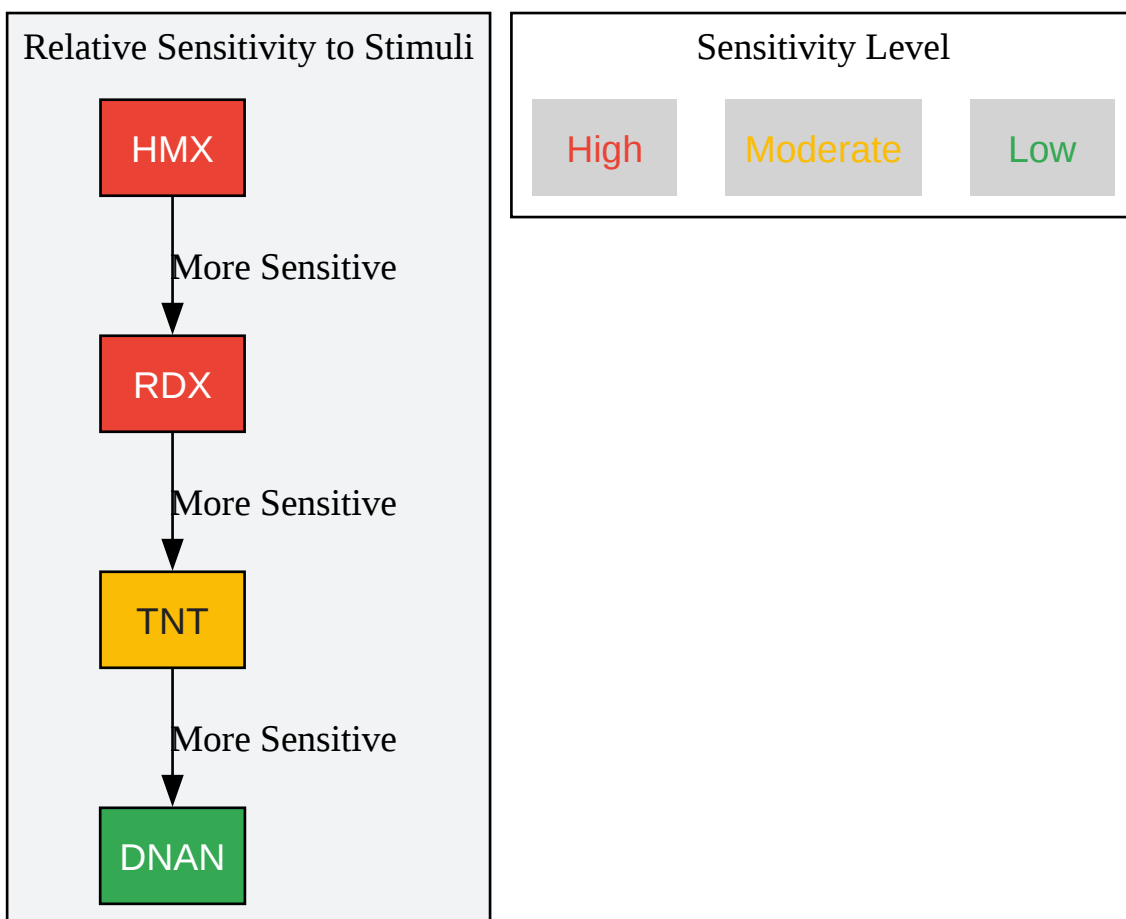 Relative Sensitivity to Stimuli
HMX
More Sensitive
RDX
More Sensitive
TNT
More Sensitive
DNAN
Sensitivity Level
High
Moderate
Low